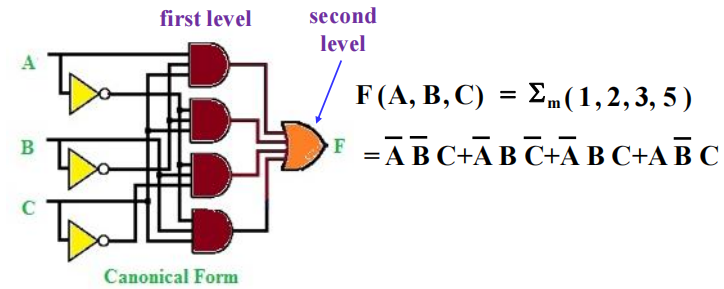 first level
second
level
A
B
C
F
F(A, B, C) = Σm(1, 2, 3, 5)
= A̅ B̅ C+A̅ B C̅+A̅ B C+A B̅ C
Canonical Form